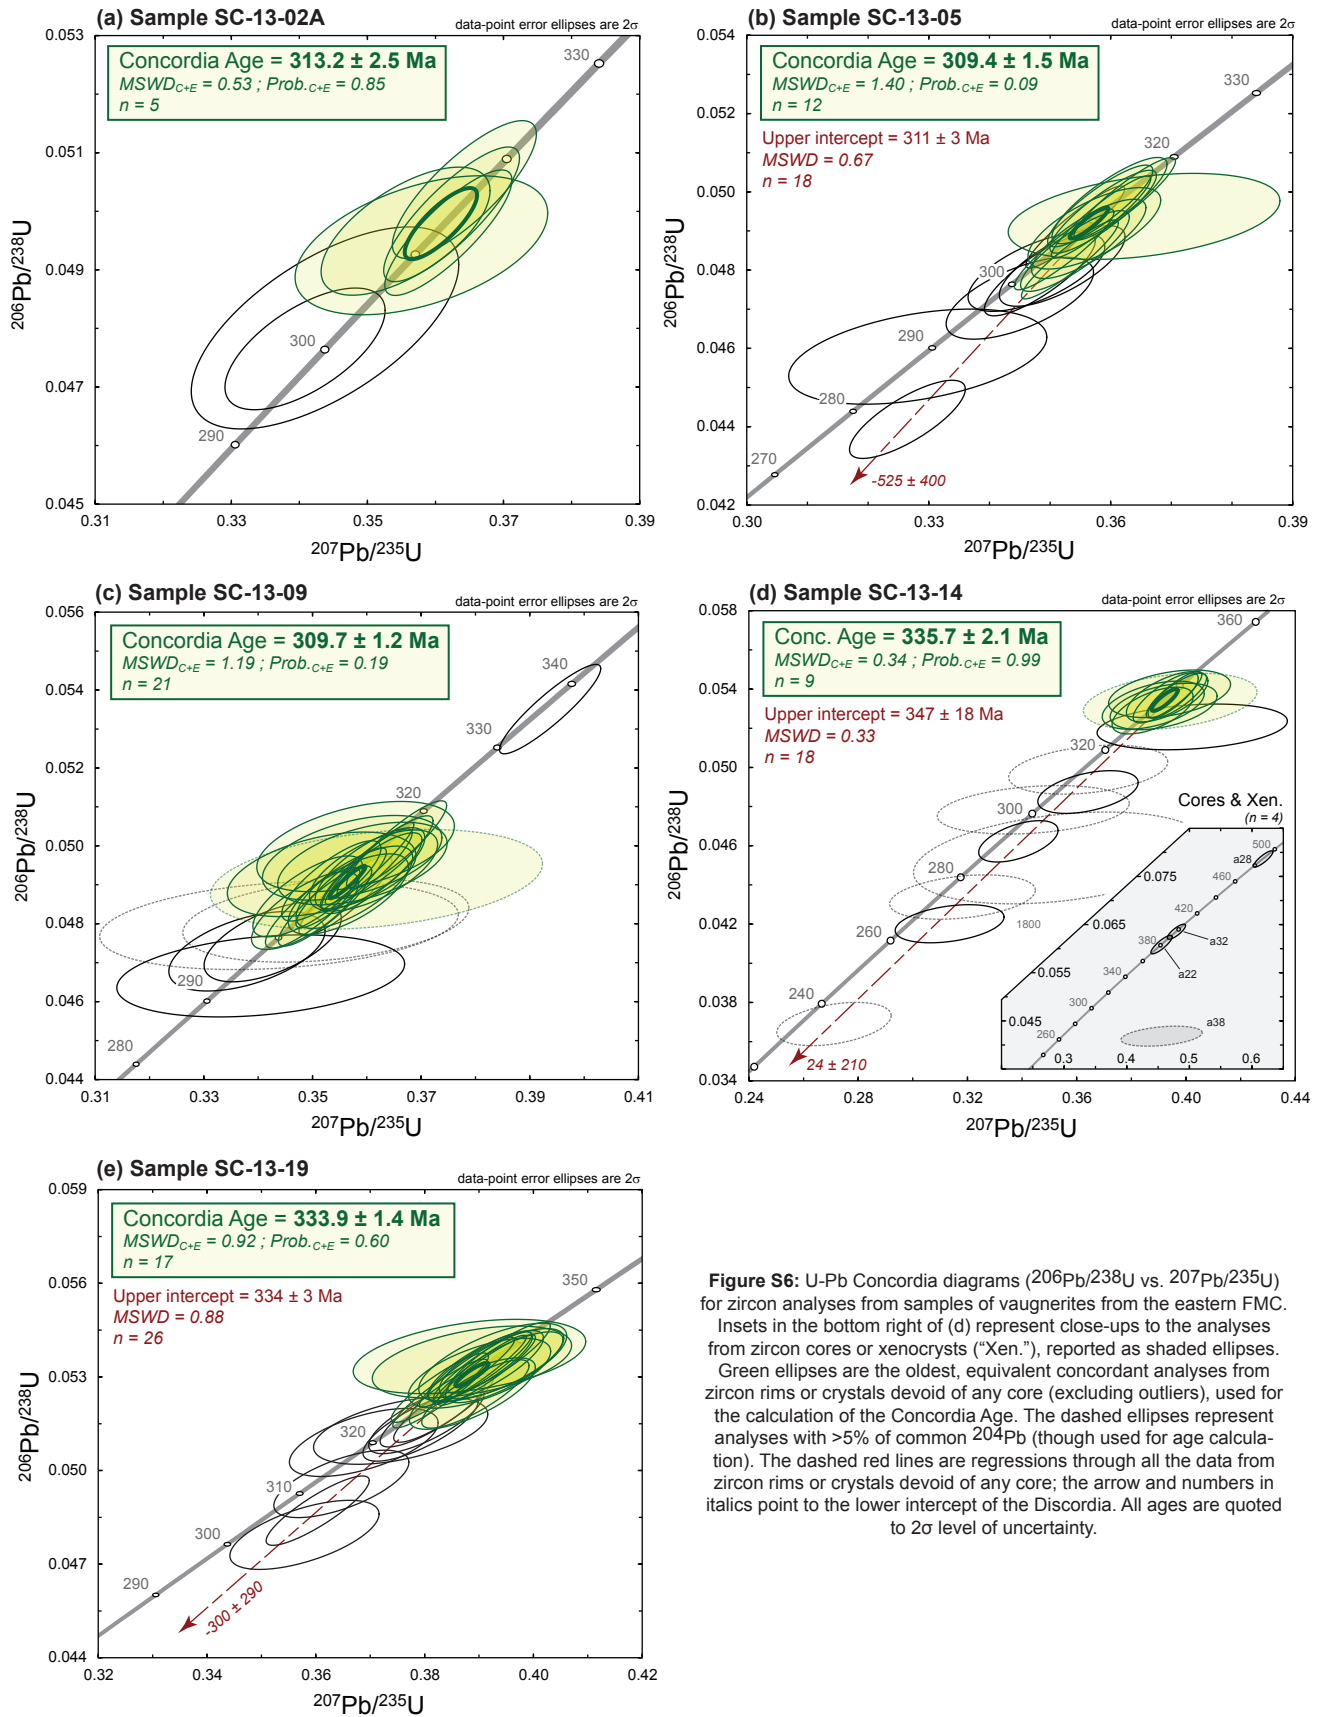 (a) Sample SC-13-02A
data-point error ellipses are 2σ
0.053
0.051
0.049
0.047
0.045
Concordia Age = 313.2 ± 2.5 Ma
MSWD_C+E = 0.53 ; Prob._C+E = 0.85
n = 5
330
300
290
0.31
0.33
0.35
0.37
0.39
206Pb/238U
207Pb/235U
(b) Sample SC-13-05
data-point error ellipses are 2σ
0.054
0.052
0.050
0.048
0.046
0.044
0.042
Concordia Age = 309.4 ± 1.5 Ma
MSWD_C+E = 1.40 ; Prob._C+E = 0.09
n = 12
Upper intercept = 311 ± 3 Ma
MSWD = 0.67
n = 18
330
320
300
290
280
270
-525 ± 400
0.30
0.33
0.36
0.39
206Pb/238U
207Pb/235U
(c) Sample SC-13-09
data-point error ellipses are 2σ
0.056
0.054
0.052
0.050
0.048
0.046
0.044
Concordia Age = 309.7 ± 1.2 Ma
MSWD_C+E = 1.19 ; Prob._C+E = 0.19
n = 21
340
330
320
290
280
0.31
0.33
0.35
0.37
0.39
0.41
206Pb/238U
207Pb/235U
(d) Sample SC-13-14
data-point error ellipses are 2σ
0.058
0.054
0.050
0.046
0.042
0.038
0.034
Conc. Age = 335.7 ± 2.1 Ma
MSWD_C+E = 0.34 ; Prob._C+E = 0.99
n = 9
Upper intercept = 347 ± 18 Ma
MSWD = 0.33
n = 18
360
320
300
280
260
240
1800
24 ± 210
Cores & Xen.
(n = 4)
500
a28
460
0.075
420
0.065
a32
380
a22
340
0.055
300
0.045
260
a38
0.3
0.4
0.5
0.6
0.24
0.28
0.32
0.36
0.40
0.44
206Pb/238U
207Pb/235U
(e) Sample SC-13-19
data-point error ellipses are 2σ
0.059
0.056
0.053
0.050
0.047
0.044
Concordia Age = 333.9 ± 1.4 Ma
MSWD_C+E = 0.92 ; Prob._C+E = 0.60
n = 17
Upper intercept = 334 ± 3 Ma
MSWD = 0.88
n = 26
350
320
310
300
290
-300 ± 290
0.32
0.34
0.36
0.38
0.40
0.42
206Pb/238U
207Pb/235U
Figure S6: U-Pb Concordia diagrams (206Pb/238U vs. 207Pb/235U)
for zircon analyses from samples of vaugnerites from the eastern FMC.
Insets in the bottom right of (d) represent close-ups to the analyses
from zircon cores or xenocrysts (“Xen.”), reported as shaded ellipses.
Green ellipses are the oldest, equivalent concordant analyses from
zircon rims or crystals devoid of any core (excluding outliers), used for
the calculation of the Concordia Age. The dashed ellipses represent
analyses with >5% of common 204Pb (though used for age calcula-
tion). The dashed red lines are regressions through all the data from
zircon rims or crystals devoid of any core; the arrow and numbers in
italics point to the lower intercept of the Discordia. All ages are quoted
to 2σ level of uncertainty.